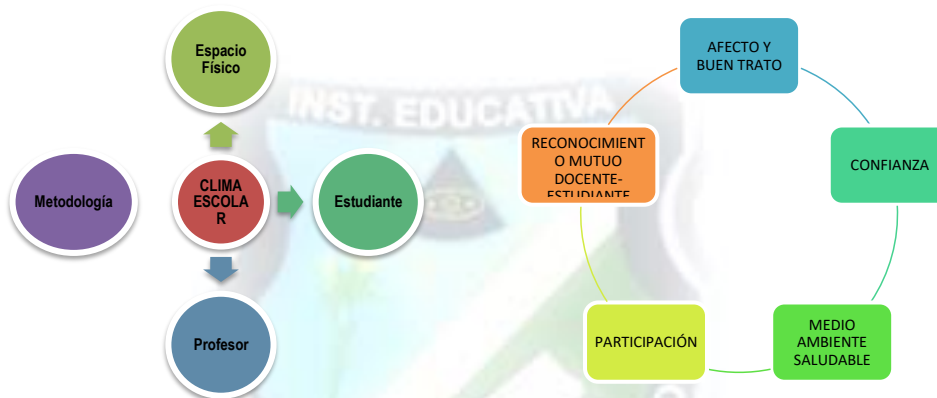 Espacio
Físico
Metodología
CLIMA
ESCOLA
R
Estudiante
Profesor
INST. EDUCATIVA
AFECTO Y
BUEN TRATO
RECONOCIMIENT
O MUTUO
DOCENTE-
ESTUDIANTE
CONFIANZA
PARTICIPACIÓN
MEDIO
AMBIENTE
SALUDABLE